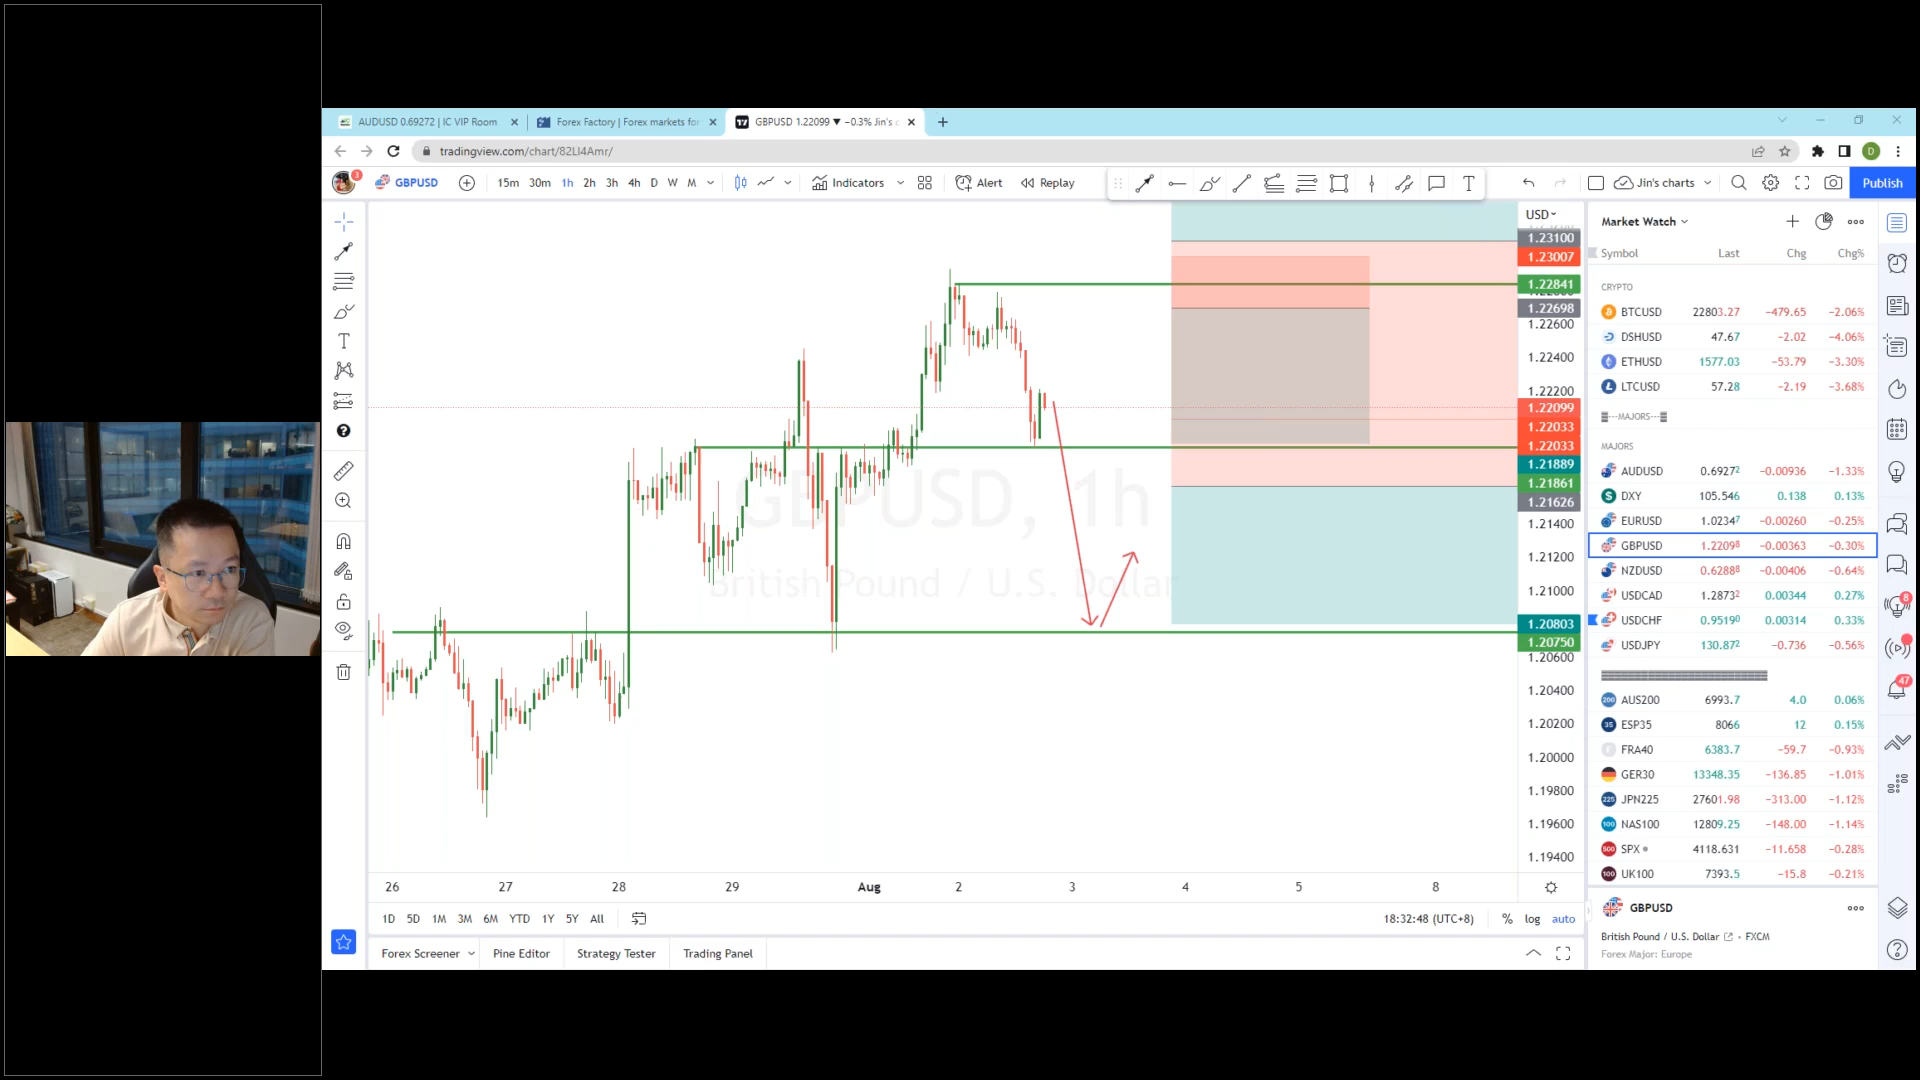 AUDUSD 0.69272 | IC VIP Room
Forex Factory | Forex markets for
GBPUSD 1.22099 ▼ −0.3% Jin's c
tradingview.com/chart/82LI4Amr/
D
3
GBPUSD
15m 30m 1h 2h 3h 4h D W M
Indicators
Alert
Replay
Jin's charts
Publish
USD
1.23100
1.23007
1.22841
1.22698
1.22600
1.22400
1.22200
1.22099
1.22033
1.22033
1.21889
1.21861
1.21626
1.21400
1.21200
1.21000
1.20803
1.20750
1.20600
1.20400
1.20200
1.20000
1.19800
1.19600
1.19400
GBPUSD, 1h
British Pound / U.S. Dollar
26 27 28 29 Aug 2 3 4 5 8
1D 5D 1M 3M 6M YTD 1Y 5Y All
18:32:48 (UTC+8) % log auto
Forex Screener Pine Editor Strategy Tester Trading Panel
Market Watch
Symbol Last Chg Chg%
CRYPTO
BTCUSD 22803.27 −479.65 −2.06%
DSHUSD 47.67 −2.02 −4.06%
ETHUSD 1577.03 −53.79 −3.30%
LTCUSD 57.28 −2.19 −3.68%
---MAJORS---
MAJORS
AUDUSD 0.69272 −0.00936 −1.33%
DXY 105.546 0.138 0.13%
EURUSD 1.02347 −0.00260 −0.25%
GBPUSD 1.22098 −0.00363 −0.30%
NZDUSD 0.62888 −0.00406 −0.64%
USDCAD 1.28732 0.00344 0.27%
USDCHF 0.95190 0.00314 0.33%
USDJPY 130.872 −0.736 −0.56%
AUS200 6993.7 4.0 0.06%
ESP35 8066 12 0.15%
FRA40 6383.7 −59.7 −0.93%
GER30 13348.35 −136.85 −1.01%
JPN225 27601.98 −313.00 −1.12%
NAS100 12809.25 −148.00 −1.14%
SPX 4118.631 −11.658 −0.28%
UK100 7393.5 −15.8 −0.21%
GBPUSD
British Pound / U.S. Dollar • FXCM
Forex Major: Europe
8
47